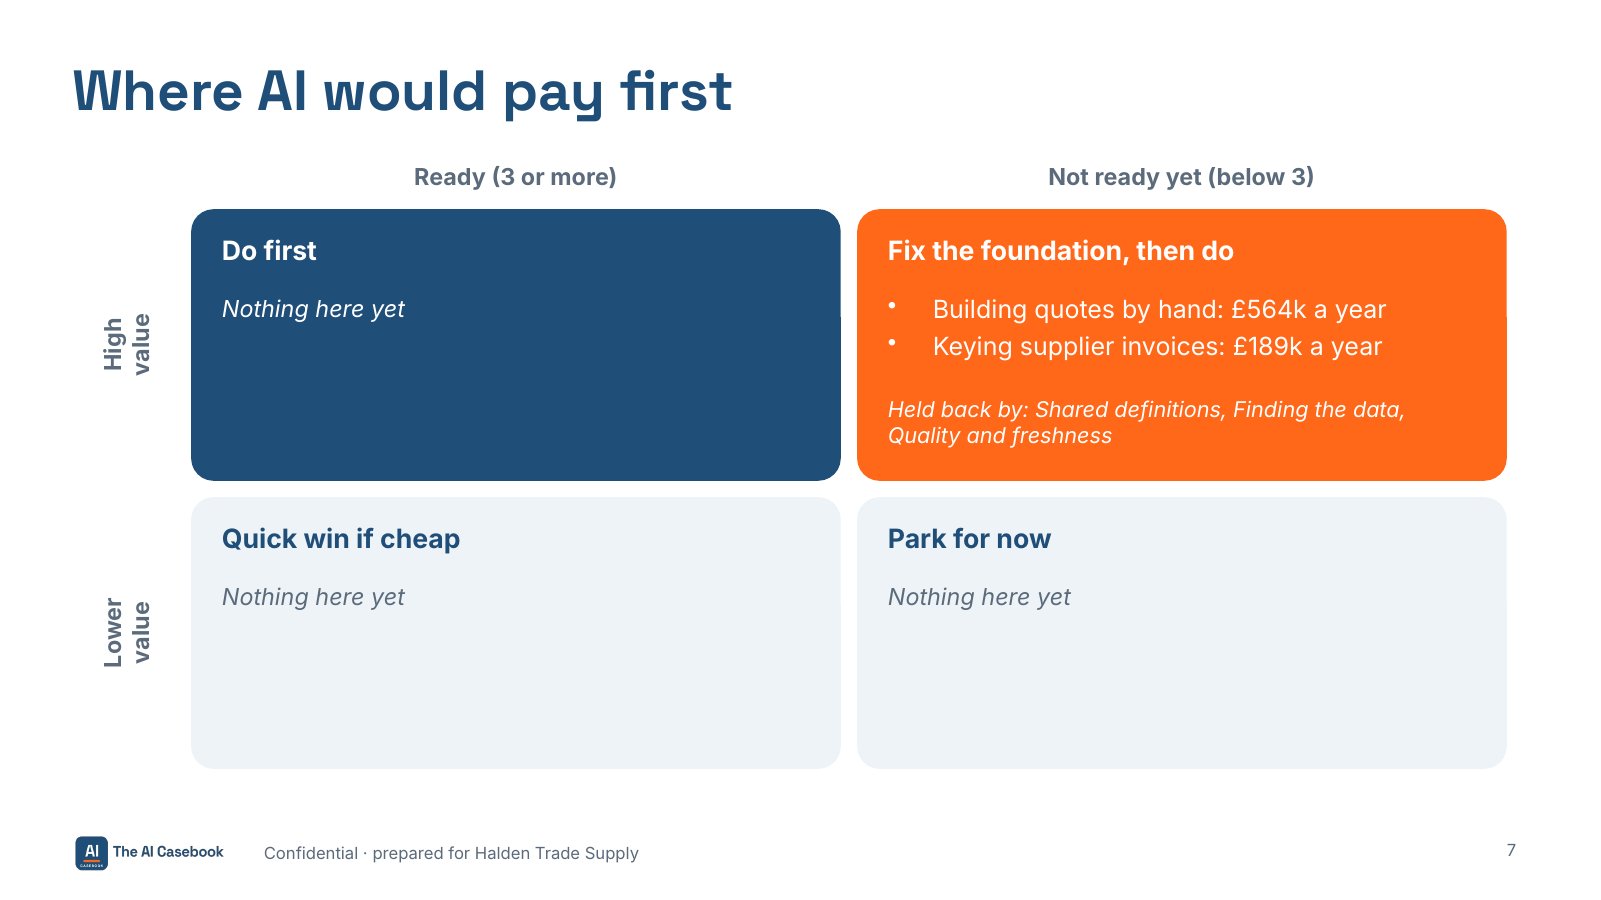 Where AI would pay first
Ready (3 or more)
Not ready yet (below 3)
High
value
Do first
Nothing here yet
Fix the foundation, then do
• Building quotes by hand: £564k a year
• Keying supplier invoices: £189k a year
Held back by: Shared definitions, Finding the data,
Quality and freshness
Lower
value
Quick win if cheap
Nothing here yet
Park for now
Nothing here yet
AI
CASEBOOK
The AI Casebook
Confidential · prepared for Halden Trade Supply
7